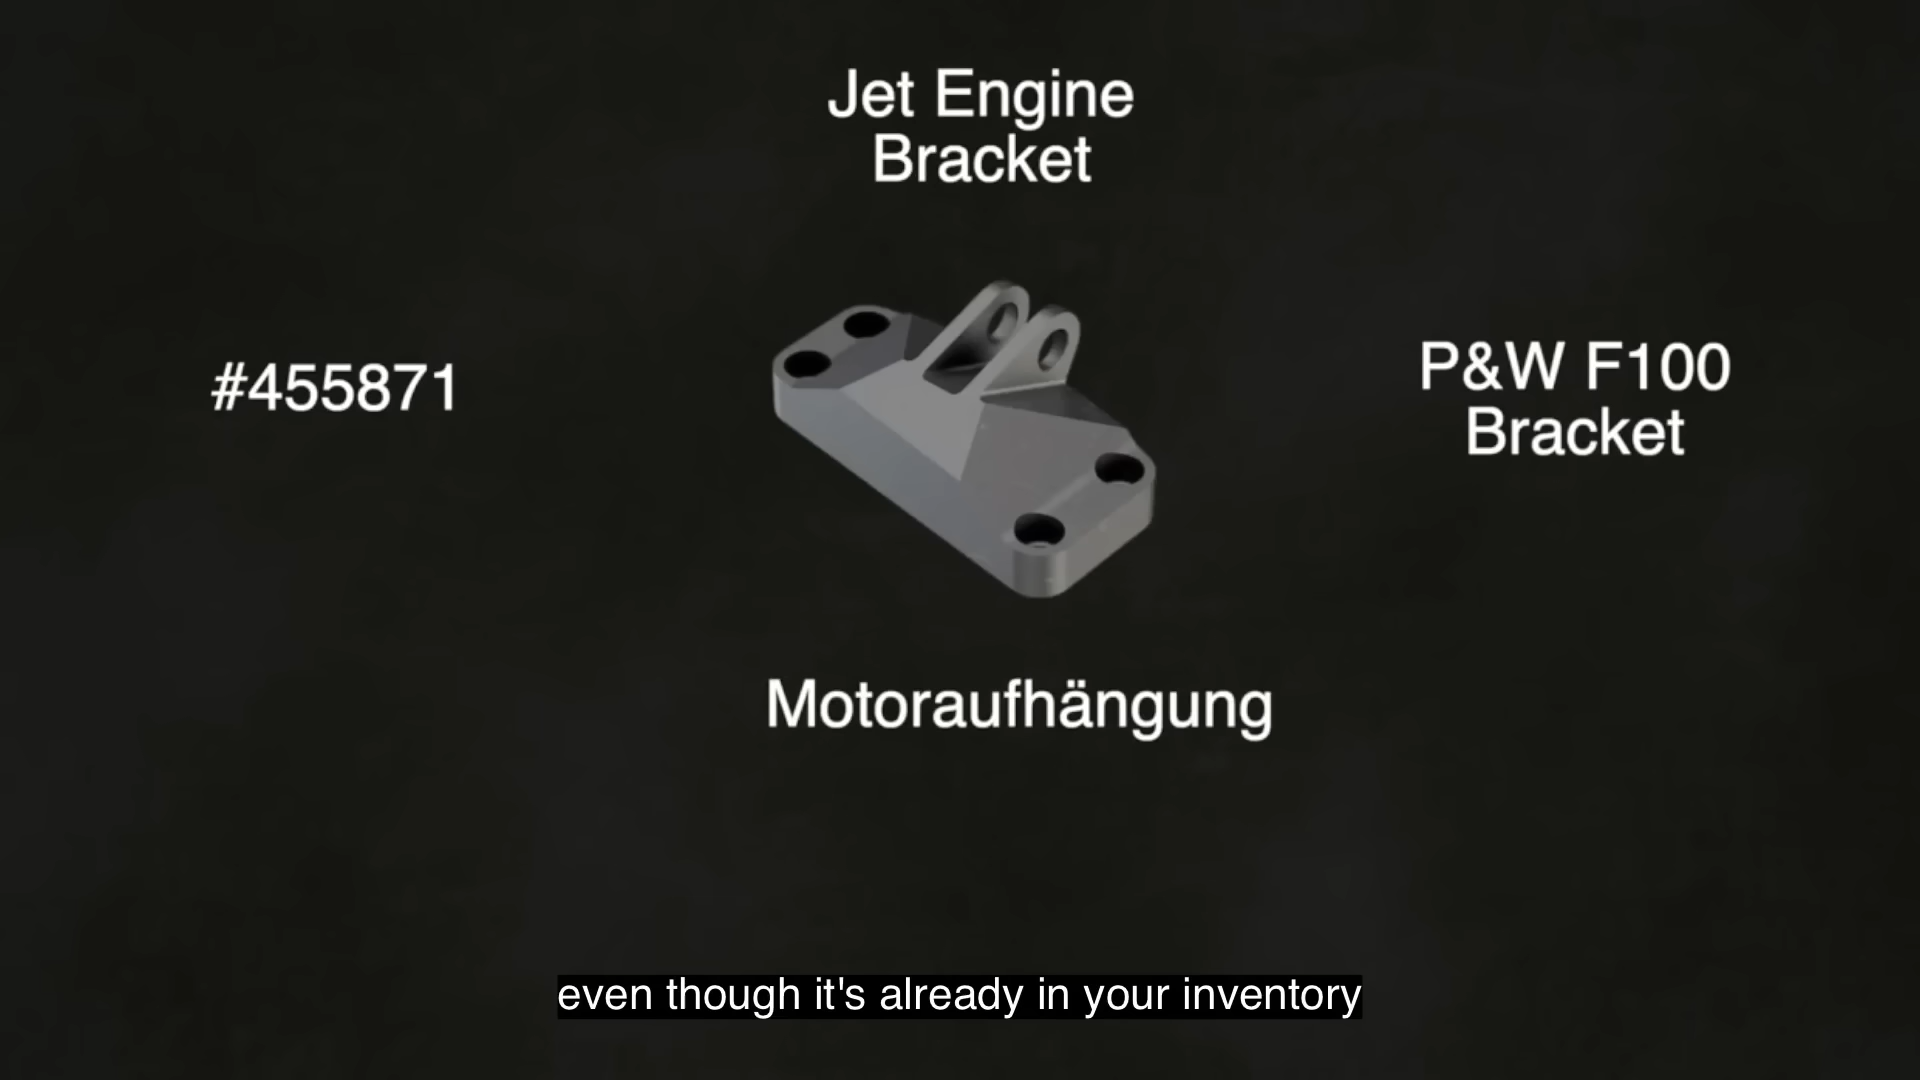 Jet Engine
Bracket
#455871
P&W F100
Bracket
Motoraufhängung
even though it's already in your inventory